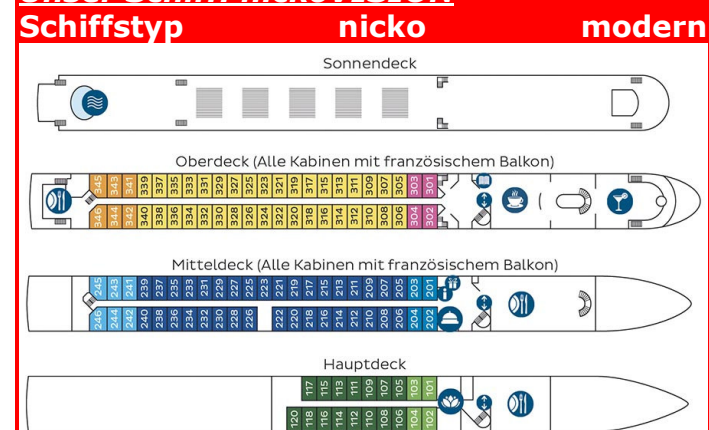 Unser Schiff nickoVISION
Schiffstyp nicko modern
Sonnendeck
Oberdeck (Alle Kabinen mit französischem Balkon)
345 343 341 339 337 335 333 331 329 327 325 323 321 319 317 315 313 311 309 307 305 303 301
346 344 342 340 338 336 334 332 330 328 326 324 322 320 318 316 314 312 310 308 306 304 302
Mitteldeck (Alle Kabinen mit französischem Balkon)
245 243 241 239 237 235 233 231 229 227 225 223 221 219 217 215 213 211 209 207 205 203 201
246 244 242 240 238 236 234 232 230 228 226 222 220 218 216 214 212 210 208 206 204 202
Hauptdeck
117 115 113 111 109 107 105 103 101
120 118 116 114 112 110 108 106 104 102